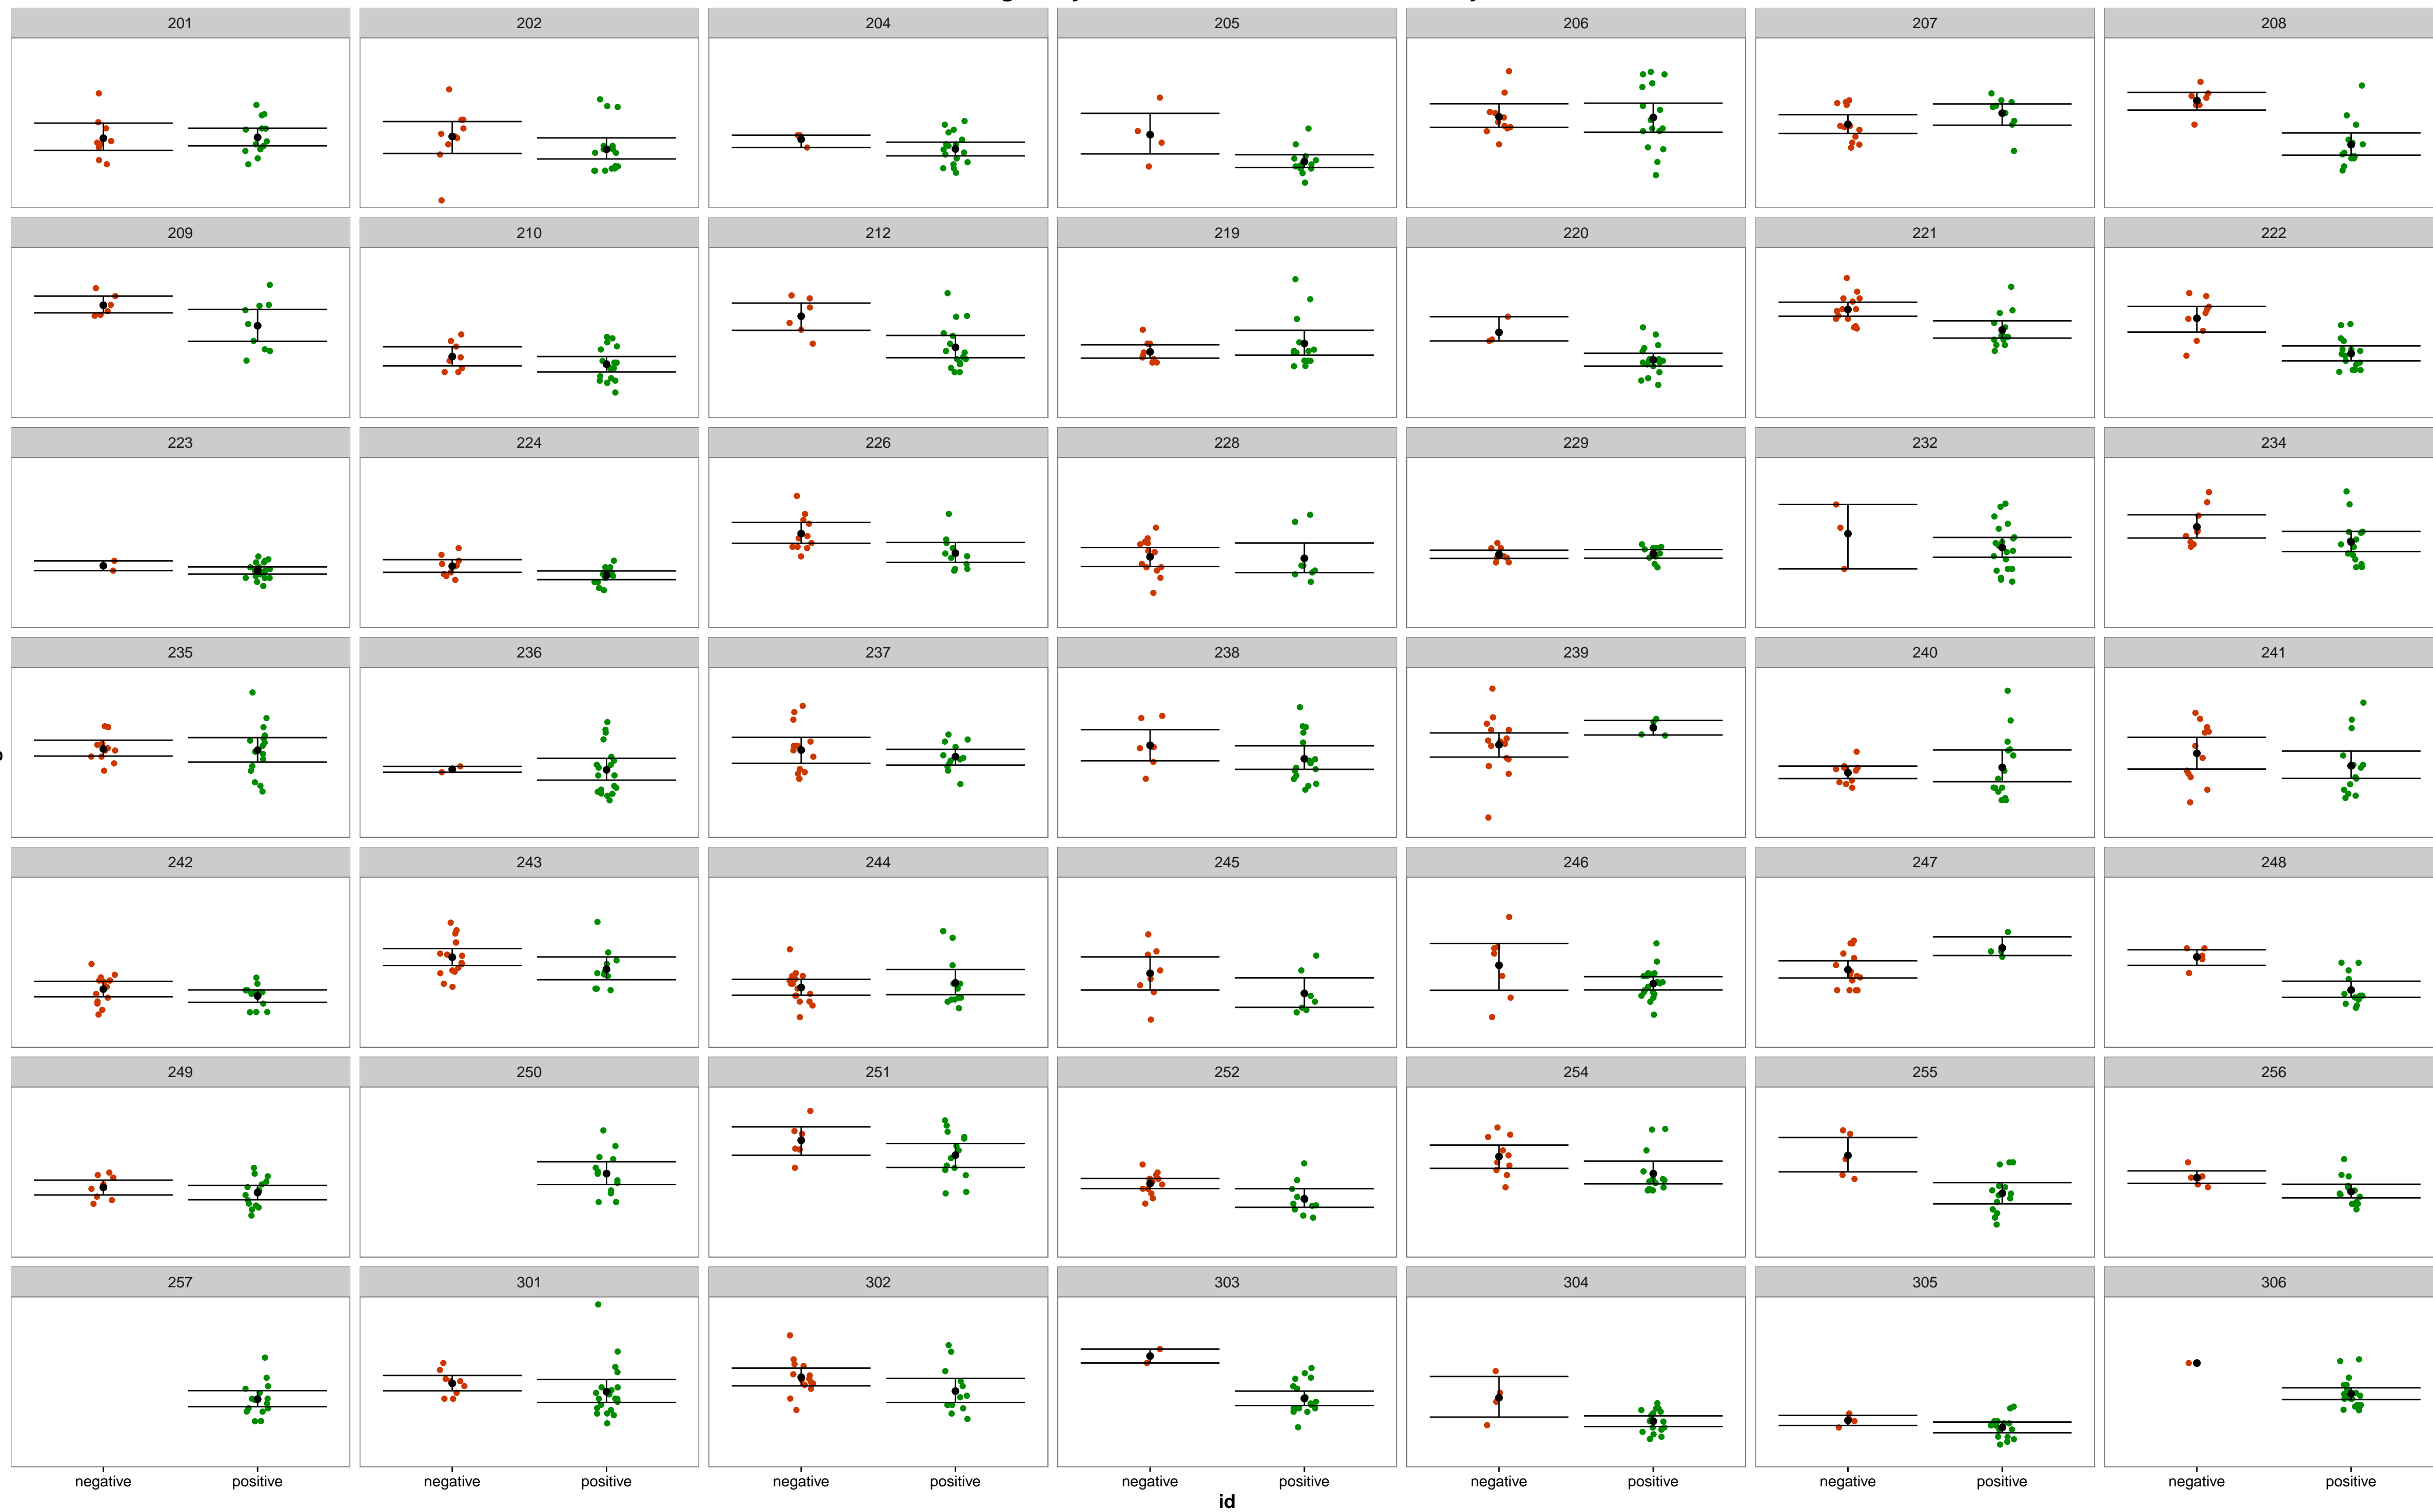 201 202 204 205 206 207 208
209 210 212 219 220 221 222
223 224 226 228 229 232 234
235 236 237 238 239 240 241
242 243 244 245 246 247 248
249 250 251 252 254 255 256
257 301 302 303 304 305 306
negative positive negative positive negative positive negative positive negative positive negative positive negative positive
id